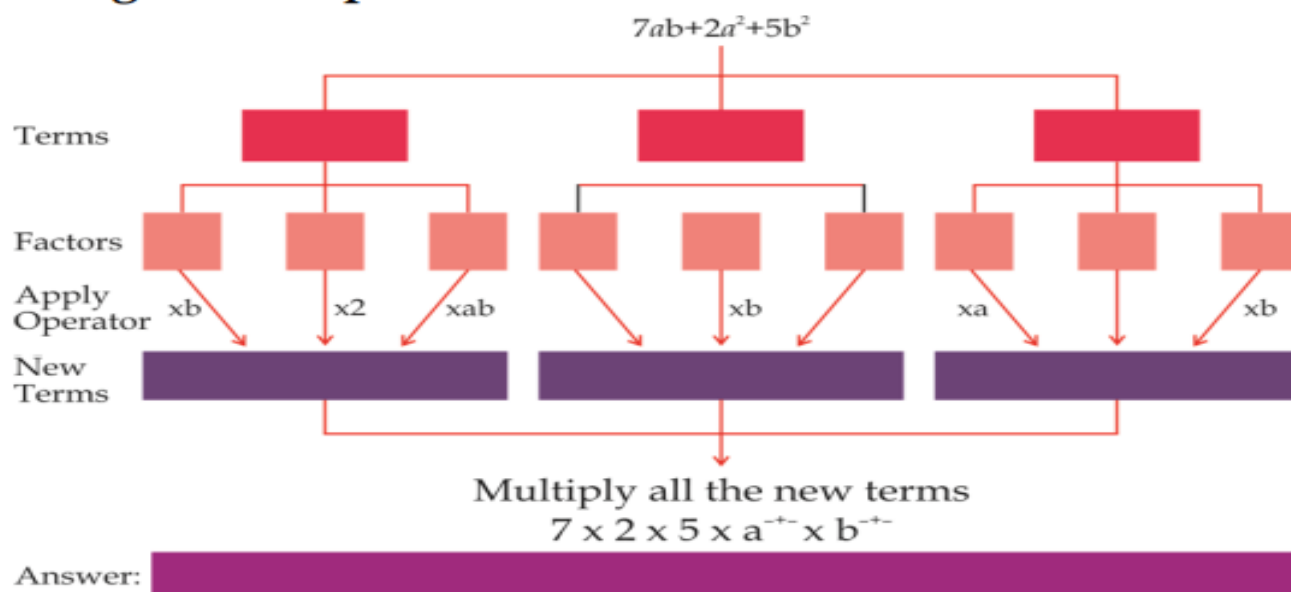 7ab+2a²+5b²
Terms
Factors
Apply
Operator
xb
x2
xab
xb
xa
xb
New
Terms
Multiply all the new terms
7 x 2 x 5 x a⁻⁺⁻ x b⁻⁺⁻
Answer: